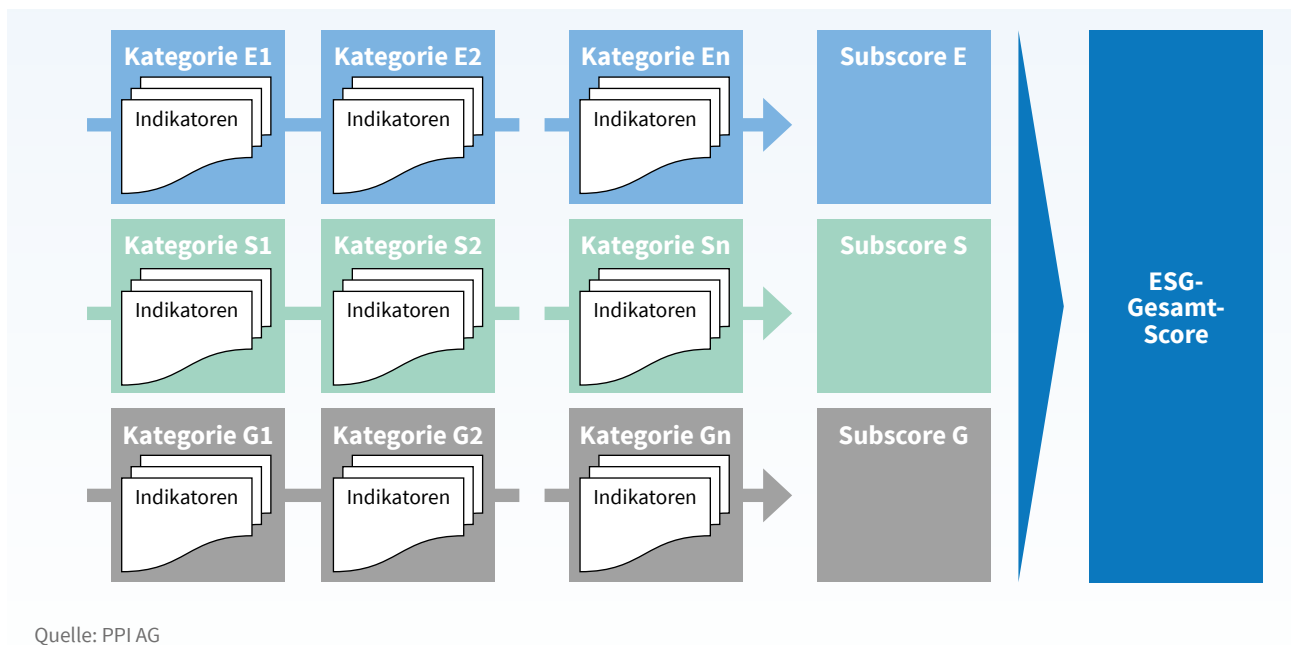 Kategorie E1
Kategorie E2
Kategorie En
Subscore E
Indikatoren
Indikatoren
Indikatoren
Kategorie S1
Kategorie S2
Kategorie Sn
Subscore S
Indikatoren
Indikatoren
Indikatoren
ESG-
Gesamt-
Score
Kategorie G1
Kategorie G2
Kategorie Gn
Subscore G
Indikatoren
Indikatoren
Indikatoren
Quelle: PPI AG